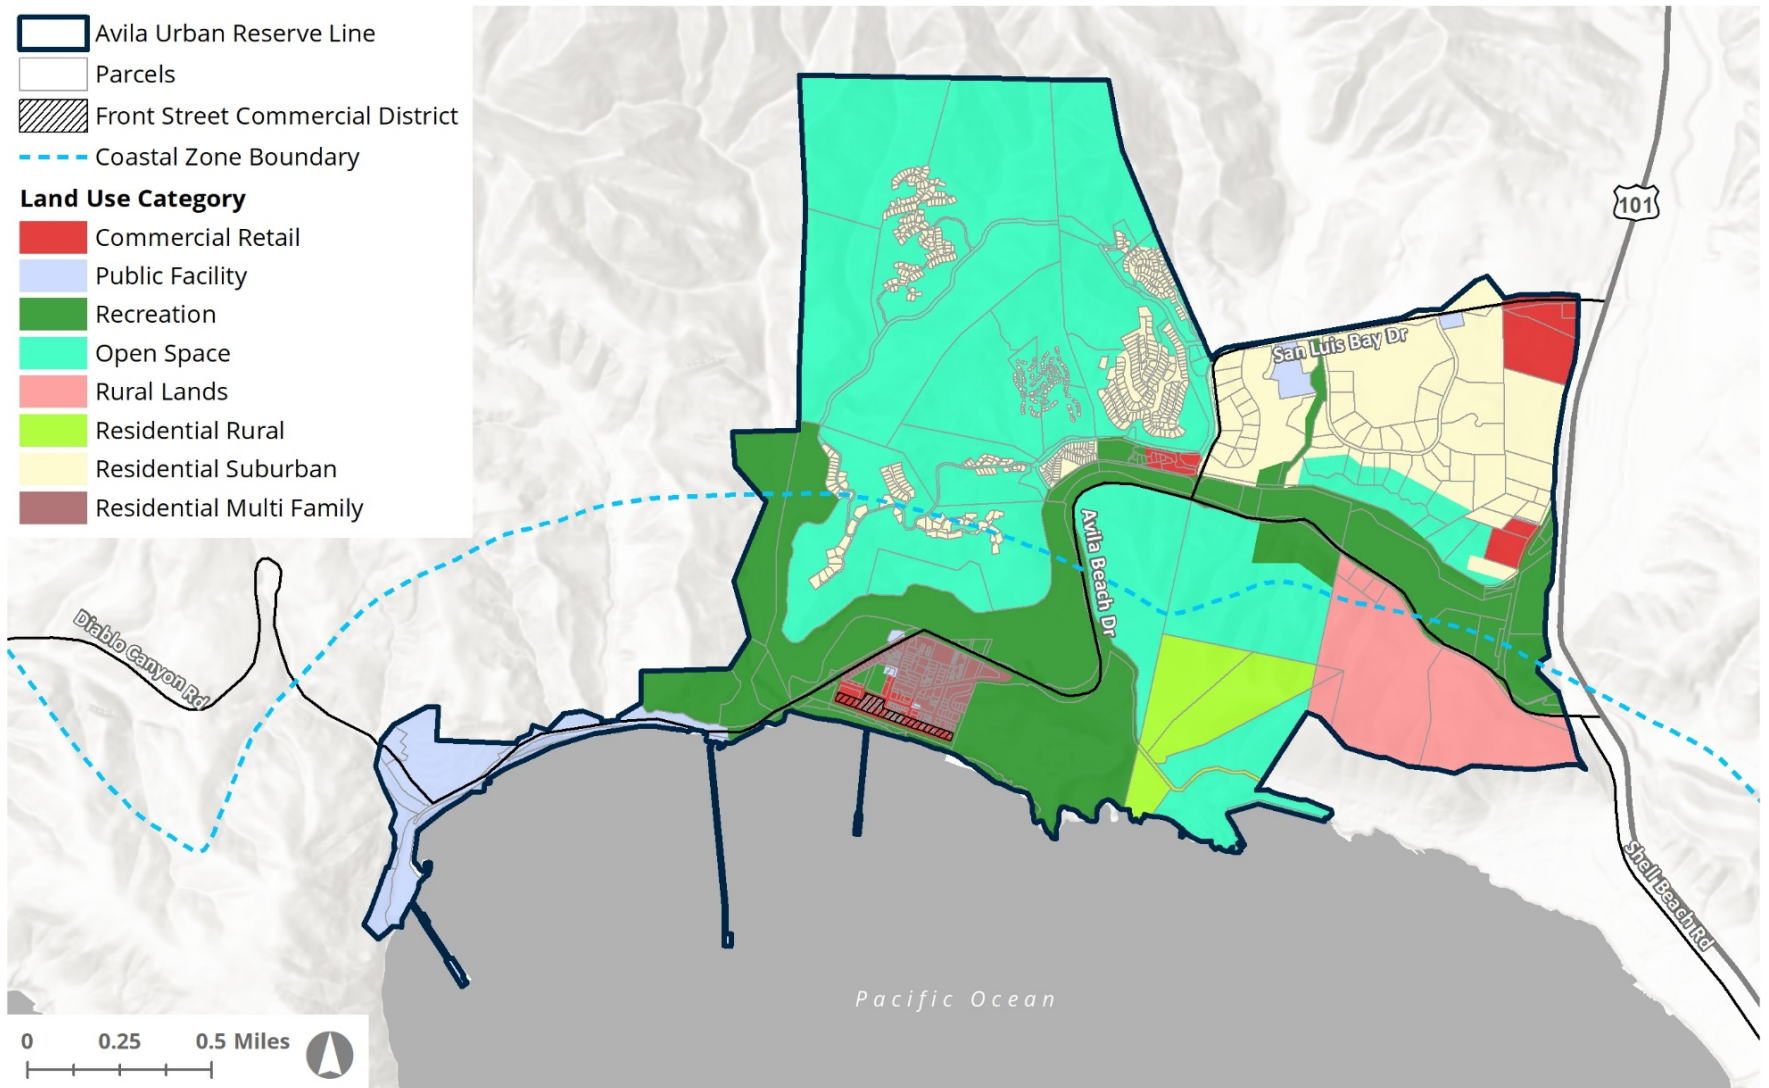 Avila Urban Reserve Line
Parcels
Front Street Commercial District
Coastal Zone Boundary
Land Use Category
Commercial Retail
Public Facility
Recreation
Open Space
Rural Lands
Residential Rural
Residential Suburban
Residential Multi Family
101
San Luis Bay Dr
Avila Beach Dr
Diablo Canyon Rd
Shell Beach Rd
Pacific Ocean
0 0.25 0.5 Miles